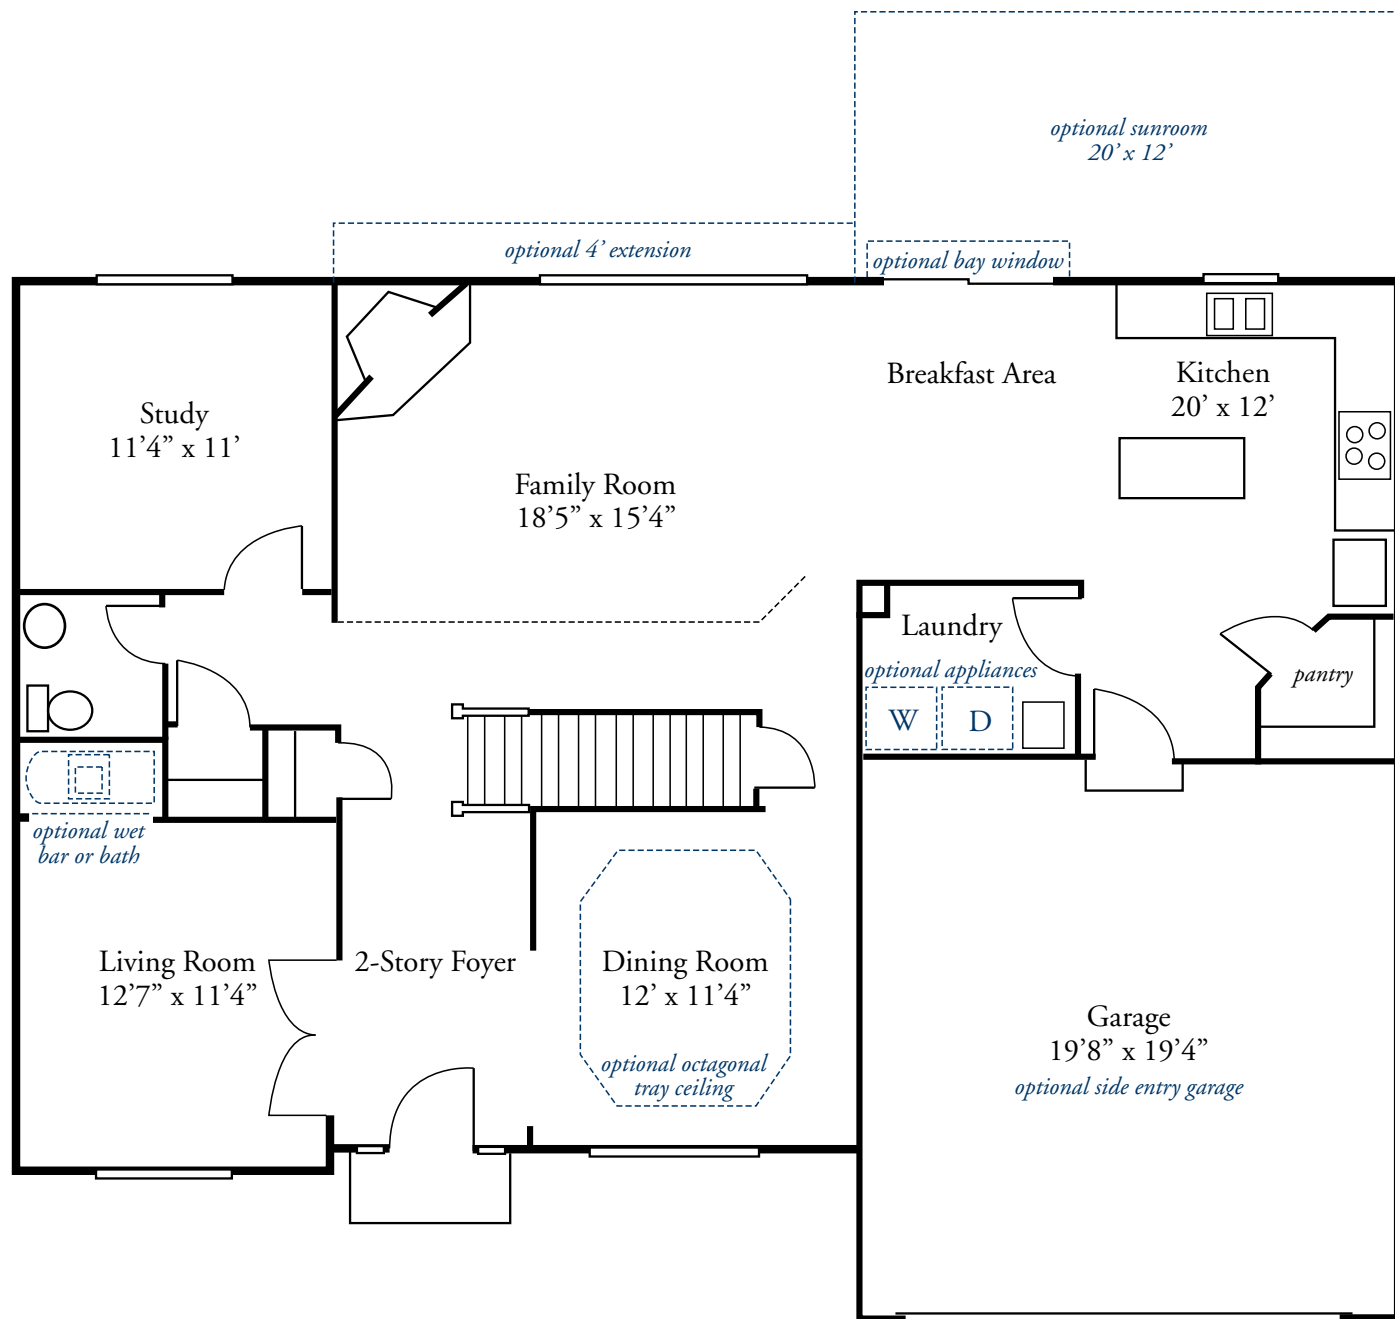 optional sunroom
20’ x 12’
optional 4’ extension
optional bay window
Breakfast Area
Kitchen
20’ x 12’
Study
11’4” x 11’
Family Room
18’5” x 15’4”
Laundry
optional appliances
W
D
pantry
optional wet
bar or bath
Living Room
12’7” x 11’4”
2-Story Foyer
Dining Room
12’ x 11’4”
optional octagonal
tray ceiling
Garage
19’8” x 19’4”
optional side entry garage